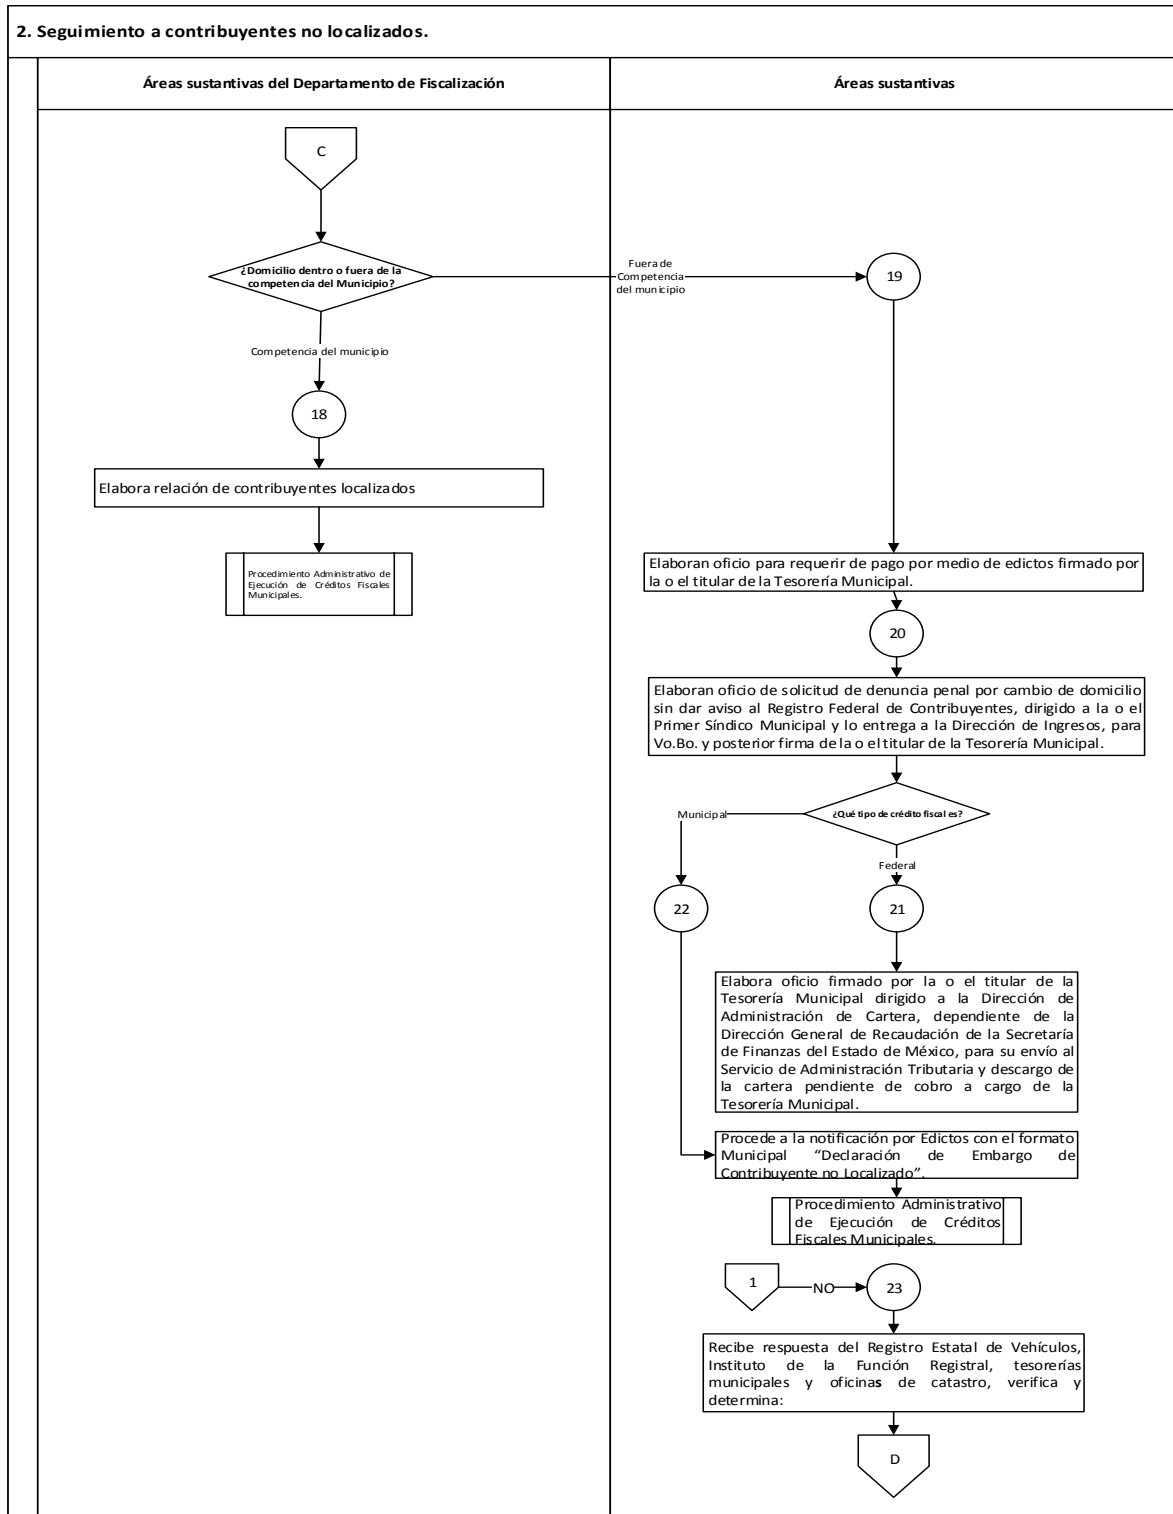 2. Seguimiento a contribuyentes no localizados.
Áreas sustantivas del Departamento de Fiscalización
Áreas sustantivas
C
¿Domicilio dentro o fuera de la
competencia del Municipio?
Fuera de
Competencia
del municipio
19
Competencia del municipio
18
Elabora relación de contribuyentes localizados
Procedimiento Administrativo de
Ejecución de Créditos Fiscales
Municipales.
Elaboran oficio para requerir de pago por medio de edictos firmado por
la o el titular de la Tesorería Municipal.
20
Elaboran oficio de solicitud de denuncia penal por cambio de domicilio
sin dar aviso al Registro Federal de Contribuyentes, dirigido a la o el
Primer Síndico Municipal y lo entrega a la Dirección de Ingresos, para
Vo.Bo. y posterior firma de la o el titular de la Tesorería Municipal.
¿Qué tipo de crédito fiscal es?
Municipal
Federal
22
21
Elabora oficio firmado por la o el titular de la
Tesorería Municipal dirigido a la Dirección de
Administración de Cartera, dependiente de la
Dirección General de Recaudación de la Secretaría
de Finanzas del Estado de México, para su envío al
Servicio de Administración Tributaria y descargo de
la cartera pendiente de cobro a cargo de la
Tesorería Municipal.
Procede a la notificación por Edictos con el formato
Municipal “Declaración de Embargo de
Contribuyente no Localizado”.
Procedimiento Administrativo
de Ejecución de Créditos
Fiscales Municipales.
1
NO
23
Recibe respuesta del Registro Estatal de Vehículos,
Instituto de la Función Registral, tesorerías
municipales y oficinas de catastro, verifica y
determina:
D